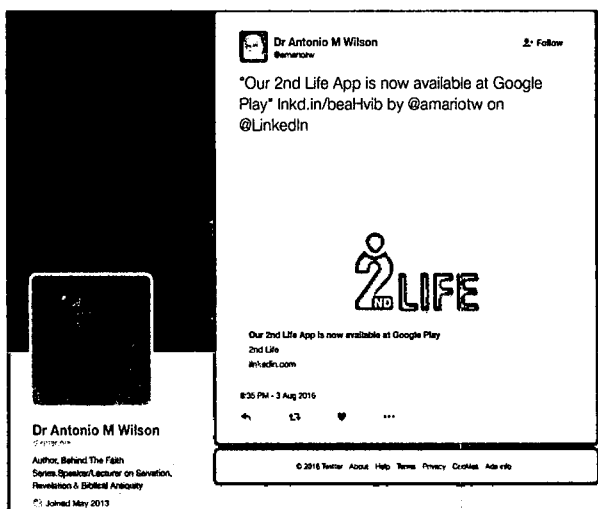 Dr Antonio M Wilson
@amariotw
Follow
"Our 2nd Life App is now available at Google
Play" lnkd.in/beaHvib by @amariotw on
@LinkedIn
2ND LIFE
Our 2nd Life App is now available at Google Play
2nd Life
linkedin.com
8:35 PM - 3 Aug 2016
© 2016 Twitter About Help Terms Privacy Cookies Ads info
Dr Antonio M Wilson
Author, Behind The Faith
Series.Speaker/Lecturer on Salvation,
Revelation & Biblical Antiquity
Joined May 2013